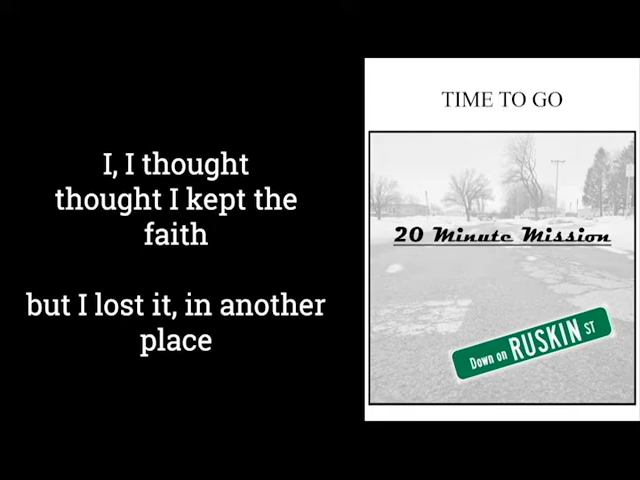 I, I thought
thought I kept the
faith
but I lost it, in another
place
TIME TO GO
20 Minute Mission
Down on RUSKIN ST